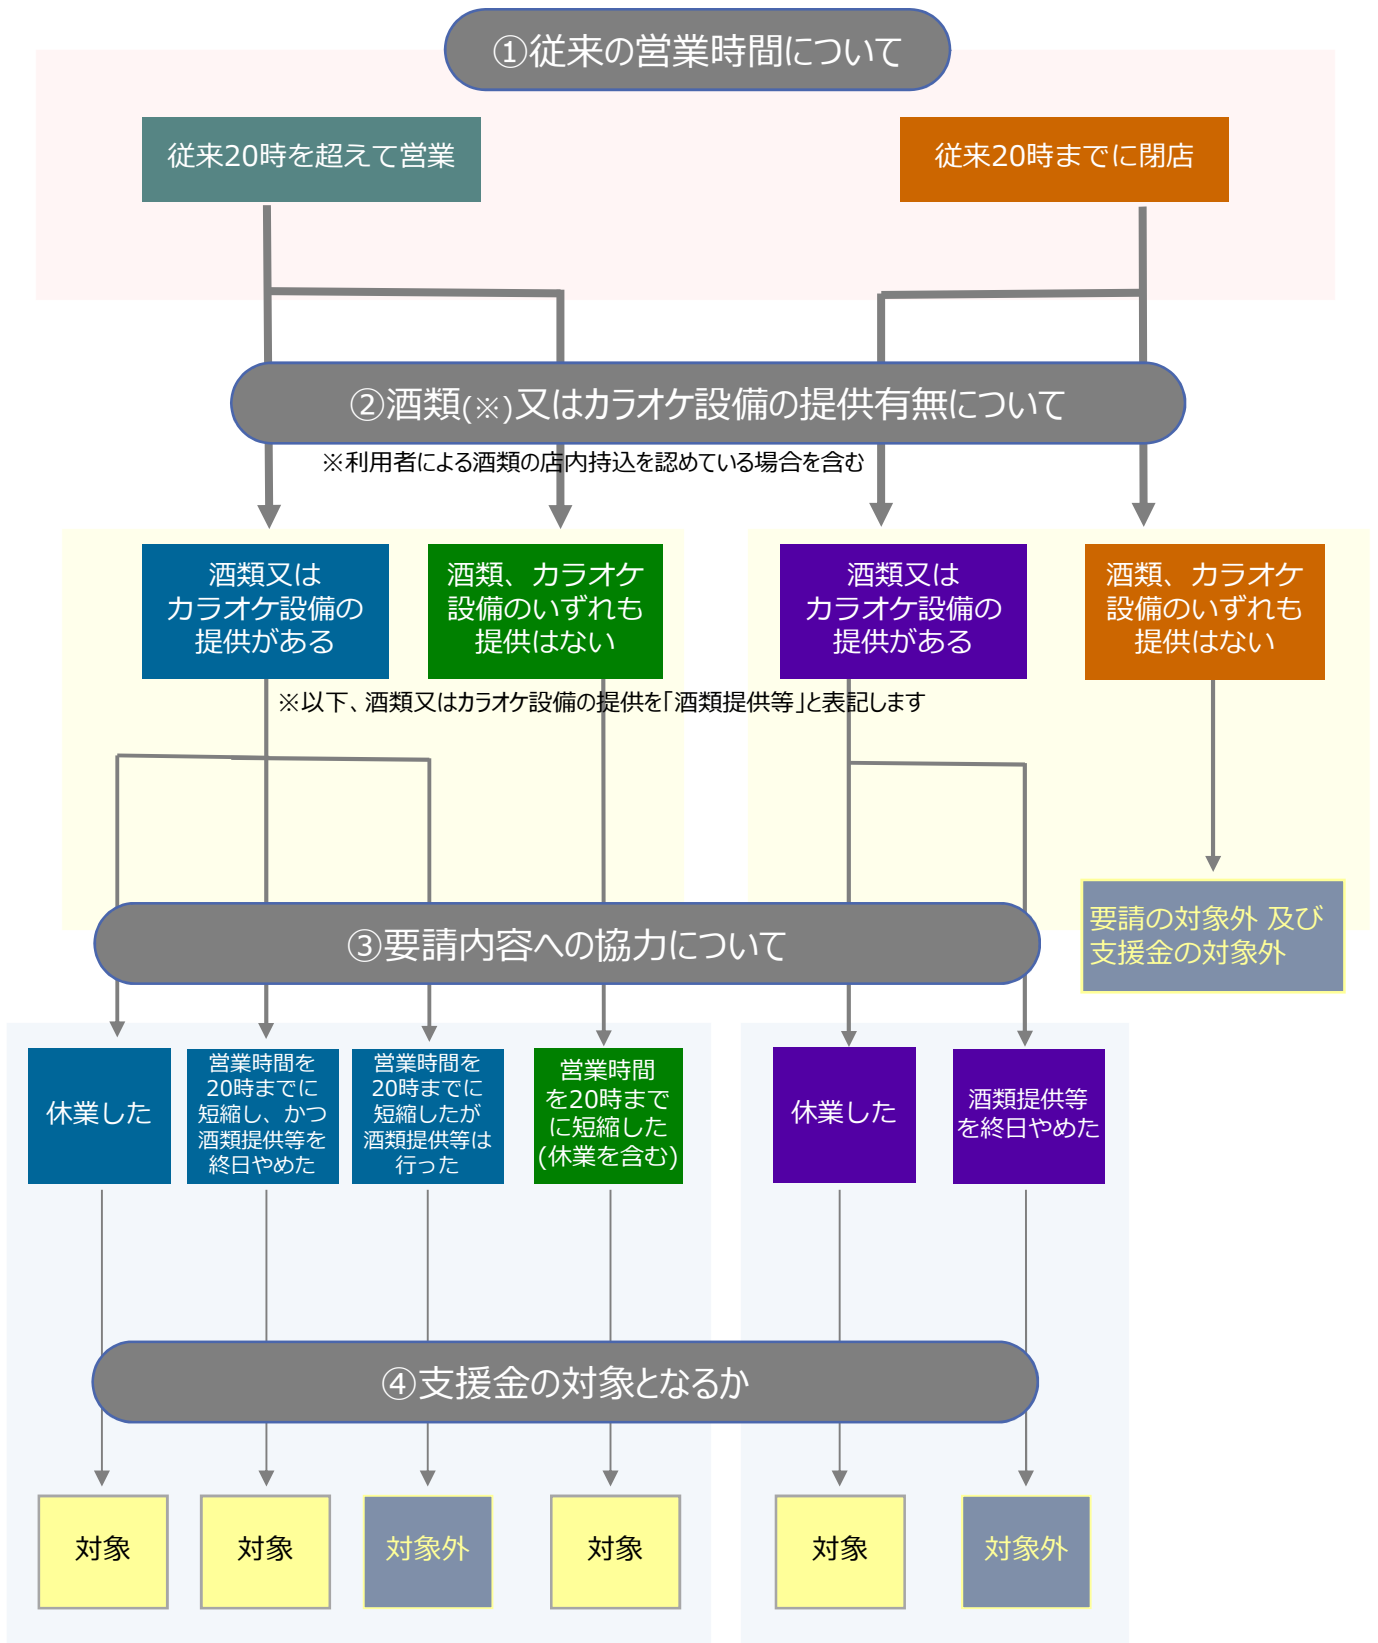 ①従来の営業時間について
従来20時を超えて営業
従来20時までに閉店
②酒類(※)又はカラオケ設備の提供有無について
※利用者による酒類の店内持込を認めている場合を含む
酒類又は
カラオケ設備の
提供がある
酒類、カラオケ
設備のいずれも
提供はない
酒類又は
カラオケ設備の
提供がある
酒類、カラオケ
設備のいずれも
提供はない
※以下、酒類又はカラオケ設備の提供を「酒類提供等」と表記します
要請の対象外 及び
支援金の対象外
③要請内容への協力について
休業した
営業時間を
20時までに
短縮し、かつ
酒類提供等を
終日やめた
営業時間を
20時までに
短縮したが
酒類提供等は
行った
営業時間
を20時まで
に短縮した
(休業を含む)
休業した
酒類提供等
を終日やめた
④支援金の対象となるか
対象
対象
対象外
対象
対象
対象外